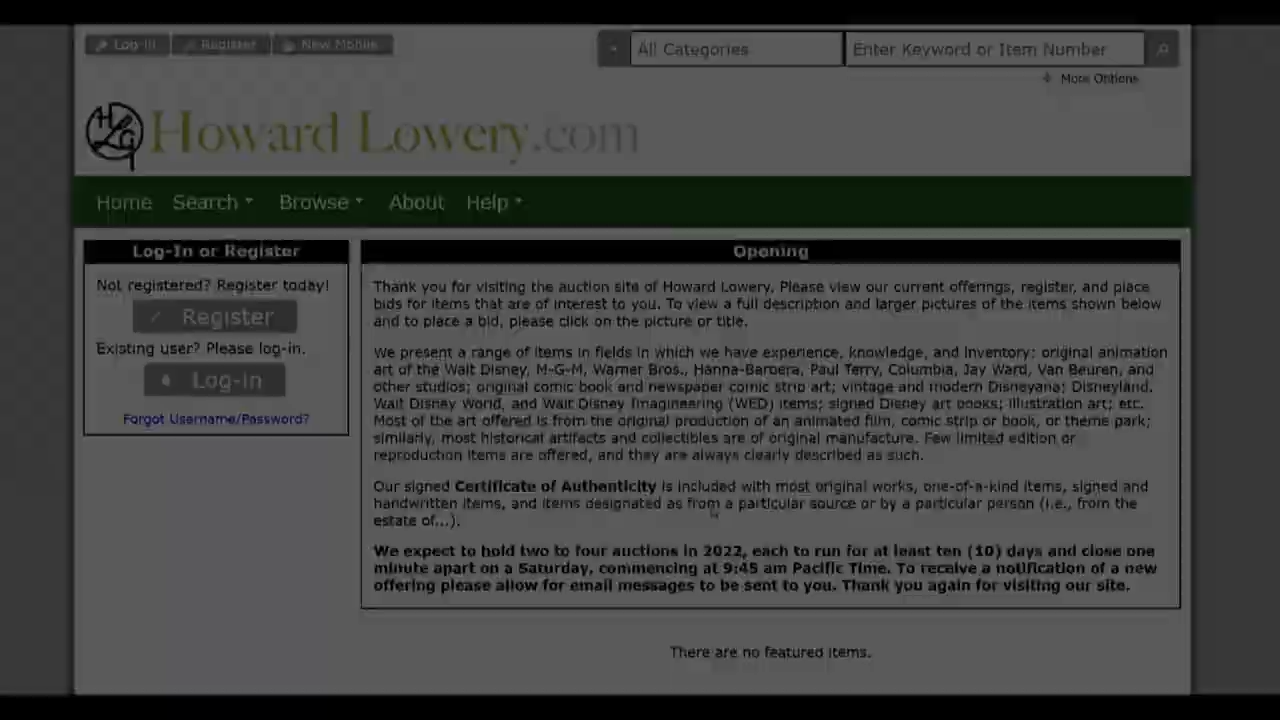 Log-In Register New Mobile
All Categories Enter Keyword or Item Number
More Options
HLG Howard Lowery.com
Home Search Browse About Help
Log-In or Register
Not registered? Register today!
Register
Existing user? Please log-in.
Log-In
Forgot Username/Password?
Opening
Thank you for visiting the auction site of Howard Lowery. Please view our current offerings, register, and place
bids for items that are of interest to you. To view a full description and larger pictures of the items shown below
and to place a bid, please click on the picture or title.
We present a range of items in fields in which we have experience, knowledge, and inventory: original animation
art of the Walt Disney, M-G-M, Warner Bros., Hanna-Barbera, Paul Terry, Columbia, Jay Ward, Van Beuren, and
other studios; original comic book and newspaper comic strip art; vintage and modern Disneyana; Disneyland,
Walt Disney World, and Walt Disney Imagineering (WED) items; signed Disney art books; illustration art; etc.
Most of the art offered is from the original production of an animated film, comic strip or book, or theme park;
similarly, most historical artifacts and collectibles are of original manufacture. Few limited edition or
reproduction items are offered, and they are always clearly described as such.
Our signed Certificate of Authenticity is included with most original works, one-of-a-kind items, signed and
handwritten items, and items designated as from a particular source or by a particular person (i.e., from the
estate of...).
We expect to hold two to four auctions in 2022, each to run for at least ten (10) days and close one
minute apart on a Saturday, commencing at 9:45 am Pacific Time. To receive a notification of a new
offering please allow for email messages to be sent to you. Thank you again for visiting our site.
There are no featured items.